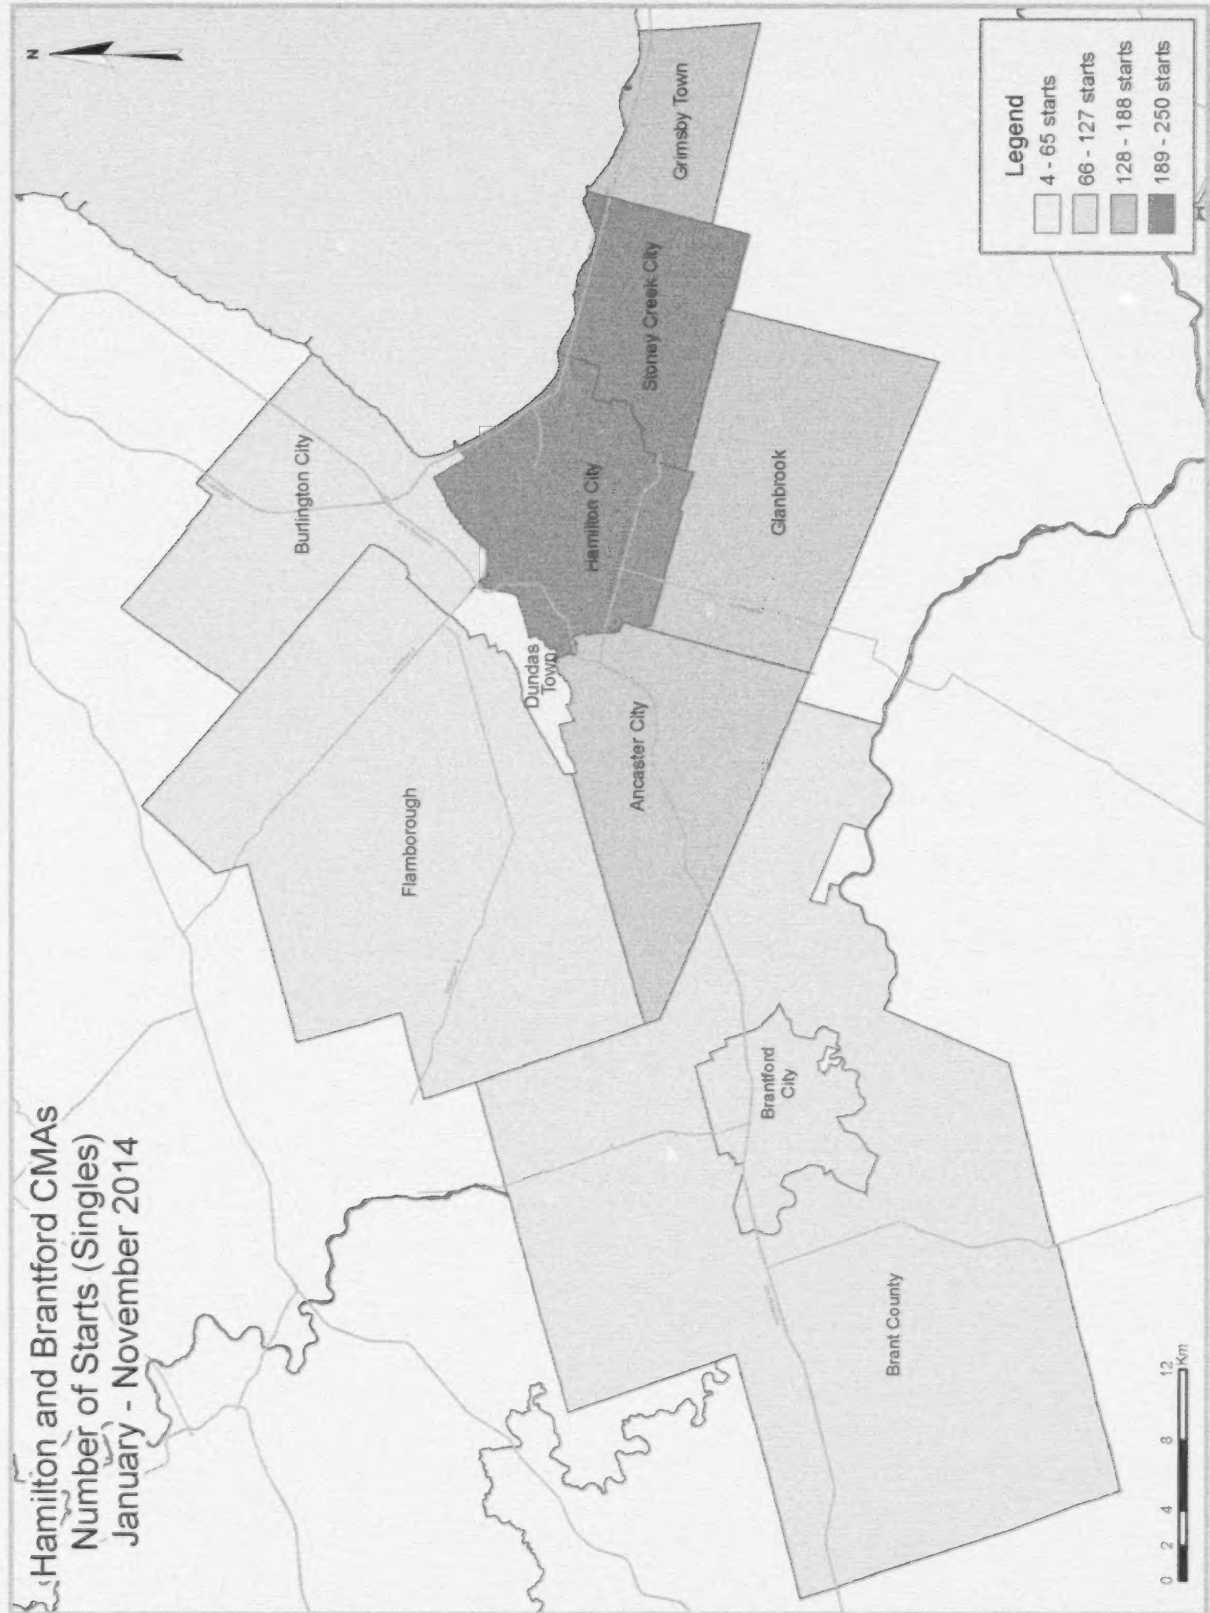 Hamilton and Brantford CMAs
Number of Starts (Singles)
January - November 2014
N
Burlington City
Flamborough
Dundas
Town
Hamilton City
Stoney Creek City
Grimsby Town
Ancaster City
Glanbrook
Brantford
City
Brant County
Legend
4 - 65 starts
66 - 127 starts
128 - 188 starts
189 - 250 starts
0 2 4 8 12
Km